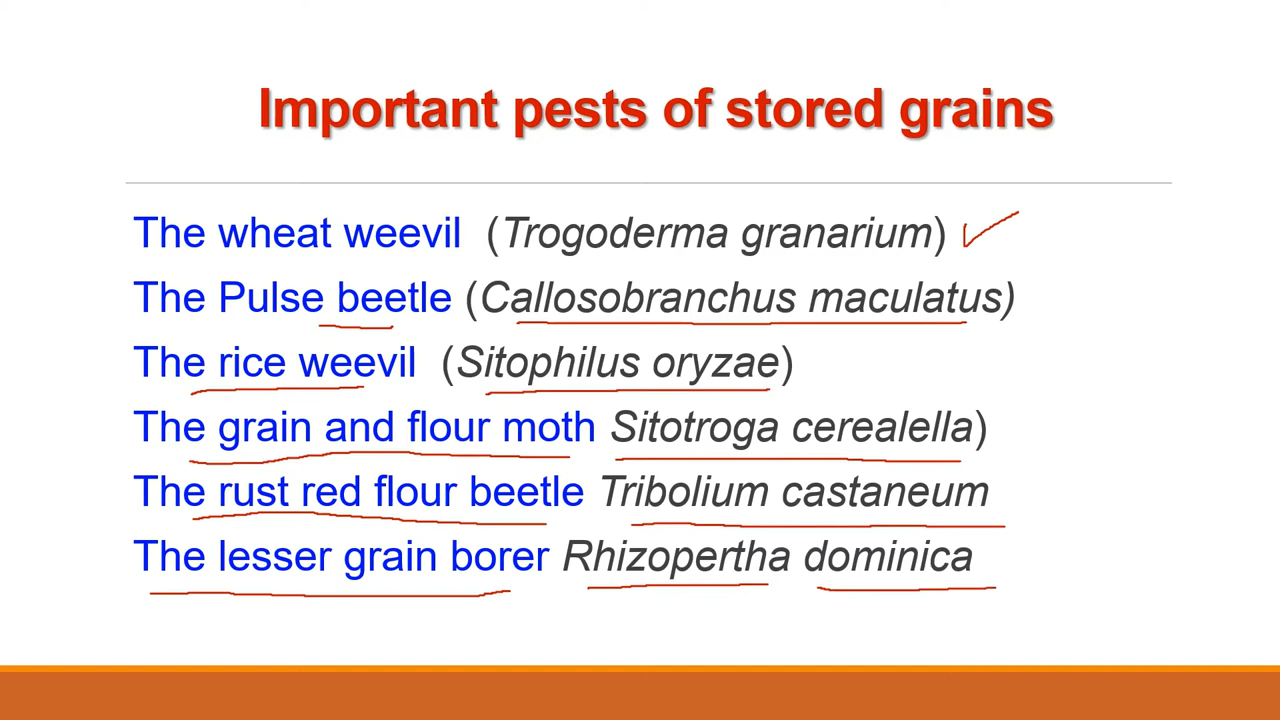 Important pests of stored grains
The wheat weevil (Trogoderma granarium)
The Pulse beetle (Callosobranchus maculatus)
The rice weevil (Sitophilus oryzae)
The grain and flour moth Sitotroga cerealella)
The rust red flour beetle Tribolium castaneum
The lesser grain borer Rhizopertha dominica